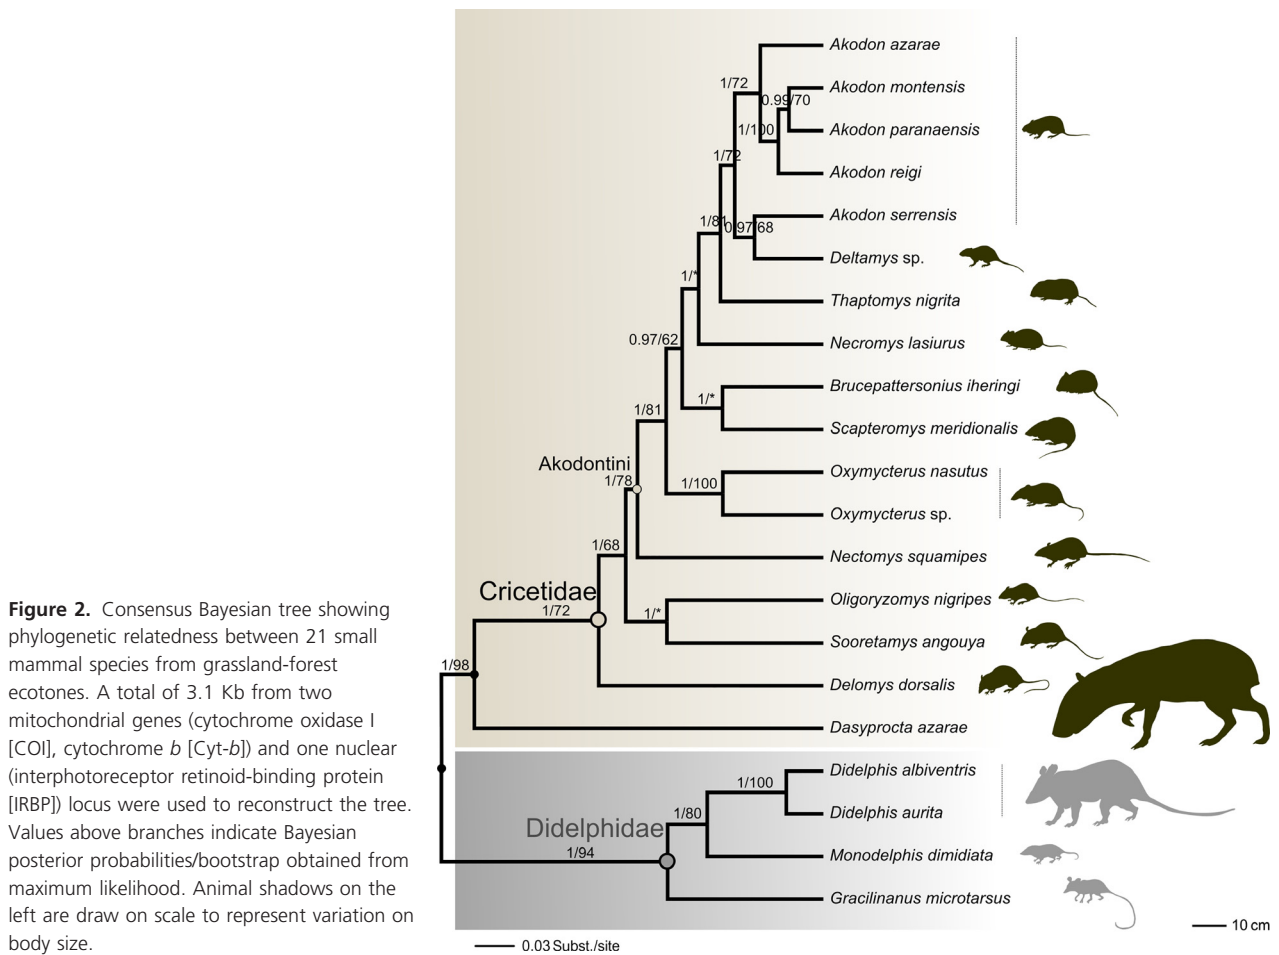 Akodon azarae
1/72
Akodon montensis
0.99/70
Akodon paranaensis
1/100
1/72
Akodon reigi
Akodon serrensis
1/81
0.97/68
Deltamys sp.
1/*
Thaptomys nigrita
0.97/62
Necromys lasiurus
Brucepattersonius iheringi
1/*
1/81
Scapteromys meridionalis
Akodontini
Oxymycterus nasutus
1/78
1/100
Oxymycterus sp.
1/68
Nectomys squamipes
Cricetidae
1/72
Oligoryzomys nigripes
1/*
Sooretamys angouya
1/98
Delomys dorsalis
Dasyprocta azarae
Didelphis albiventris
1/100
Didelphis aurita
1/80
Didelphidae
1/94
Monodelphis dimidiata
Gracilinanus microtarsus
10 cm
0.03 Subst./site
Figure 2. Consensus Bayesian tree showing
phylogenetic relatedness between 21 small
mammal species from grassland-forest
ecotones. A total of 3.1 Kb from two
mitochondrial genes (cytochrome oxidase I
[COI], cytochrome b [Cyt-b]) and one nuclear
(interphotoreceptor retinoid-binding protein
[IRBP]) locus were used to reconstruct the tree.
Values above branches indicate Bayesian
posterior probabilities/bootstrap obtained from
maximum likelihood. Animal shadows on the
left are draw on scale to represent variation on
body size.